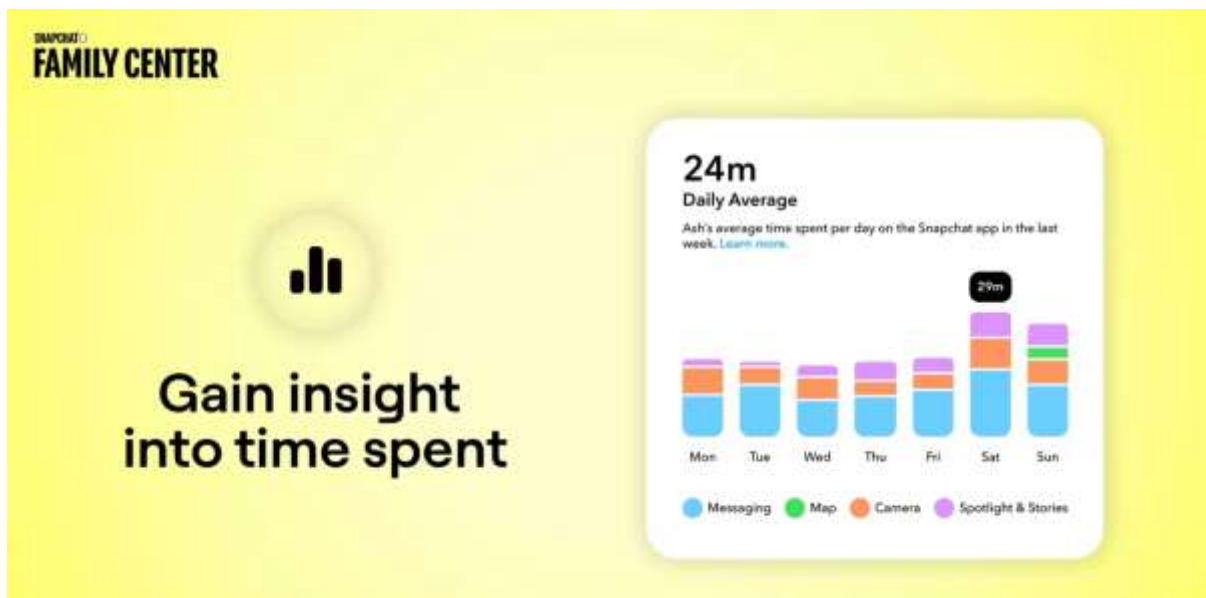 SNAPCHAT
FAMILY CENTER
Gain insight
into time spent
24m
Daily Average
Ash's average time spent per day on the Snapchat app in the last
week. Learn more.
29m
Mon Tue Wed Thu Fri Sat Sun
Messaging Map Camera Spotlight & Stories